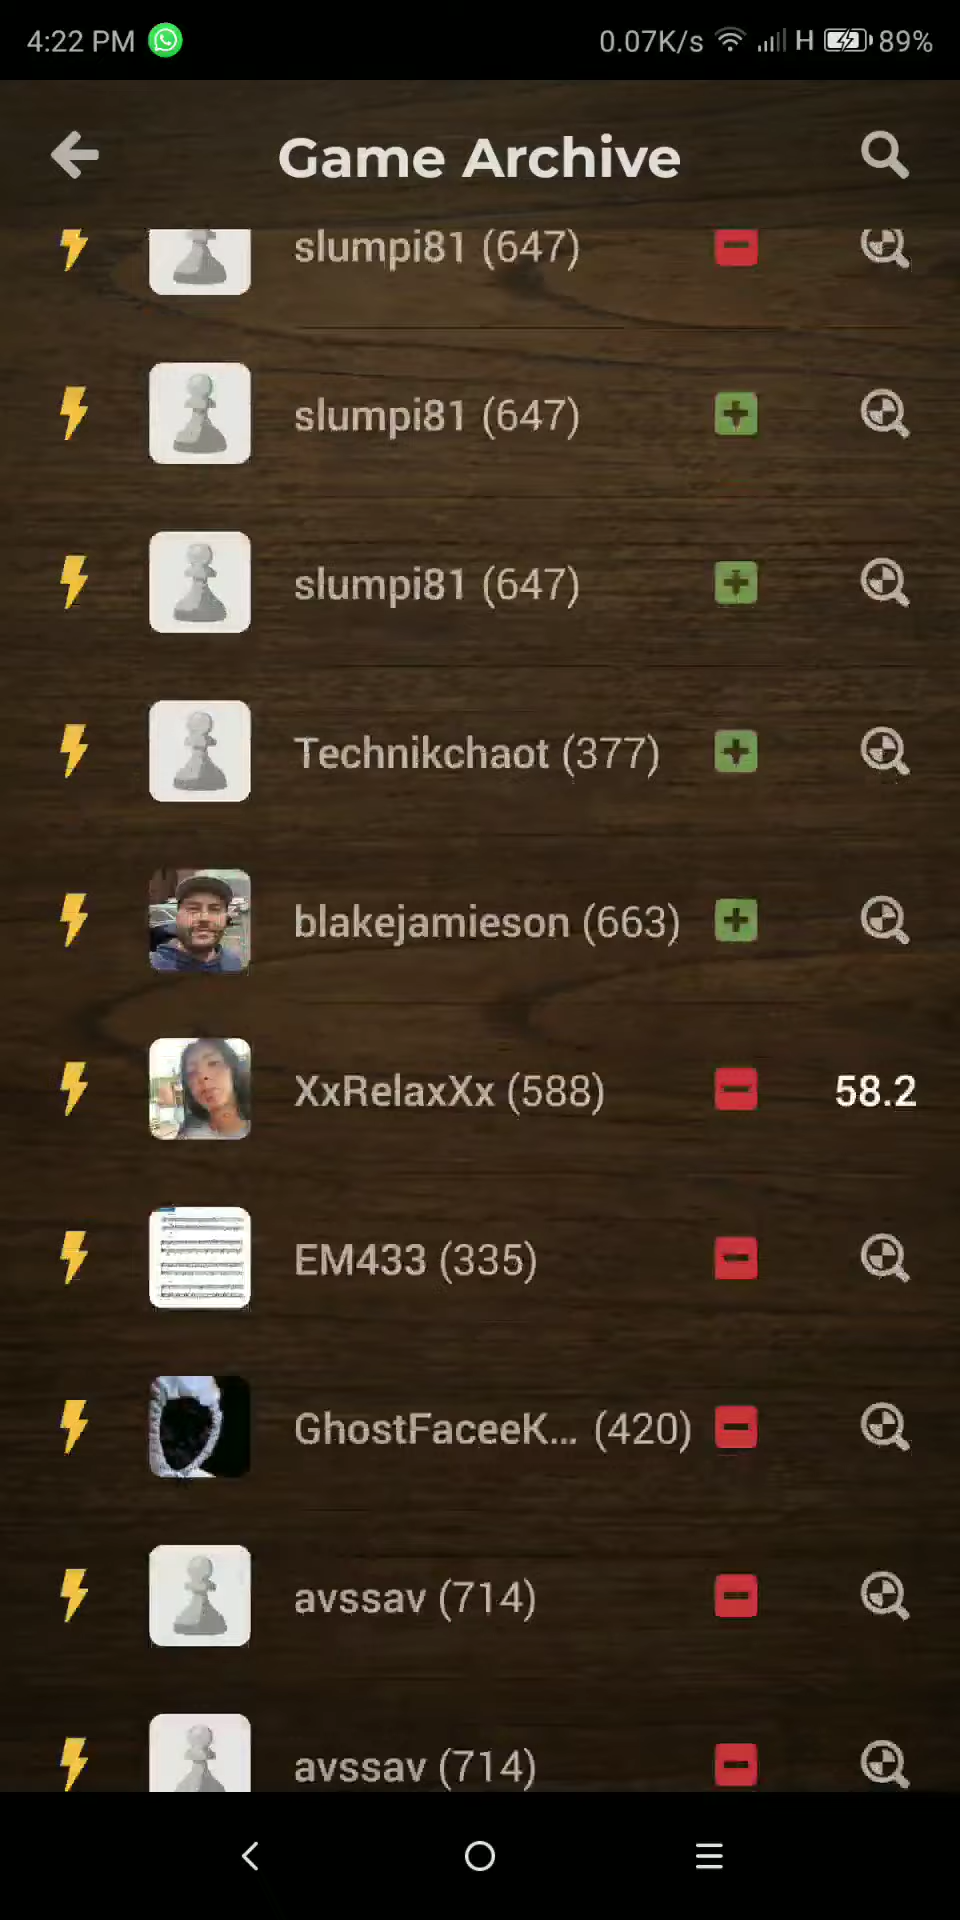 4:22 PM 0.07K/s H 89%
Game Archive
slumpi81 (647)
slumpi81 (647)
slumpi81 (647)
Technikchaot (377)
blakejamieson (663)
XxRelaxXx (588) 58.2
EM433 (335)
GhostFaceeK... (420)
avssav (714)
avssav (714)